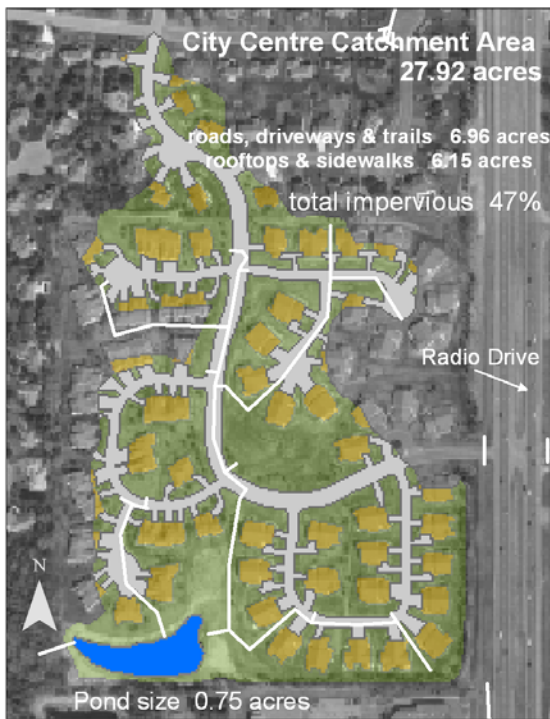 City Centre Catchment Area
27.92 acres
roads, driveways & trails 6.96 acres
rooftops & sidewalks 6.15 acres
total impervious 47%
Radio Drive
N
Pond size 0.75 acres